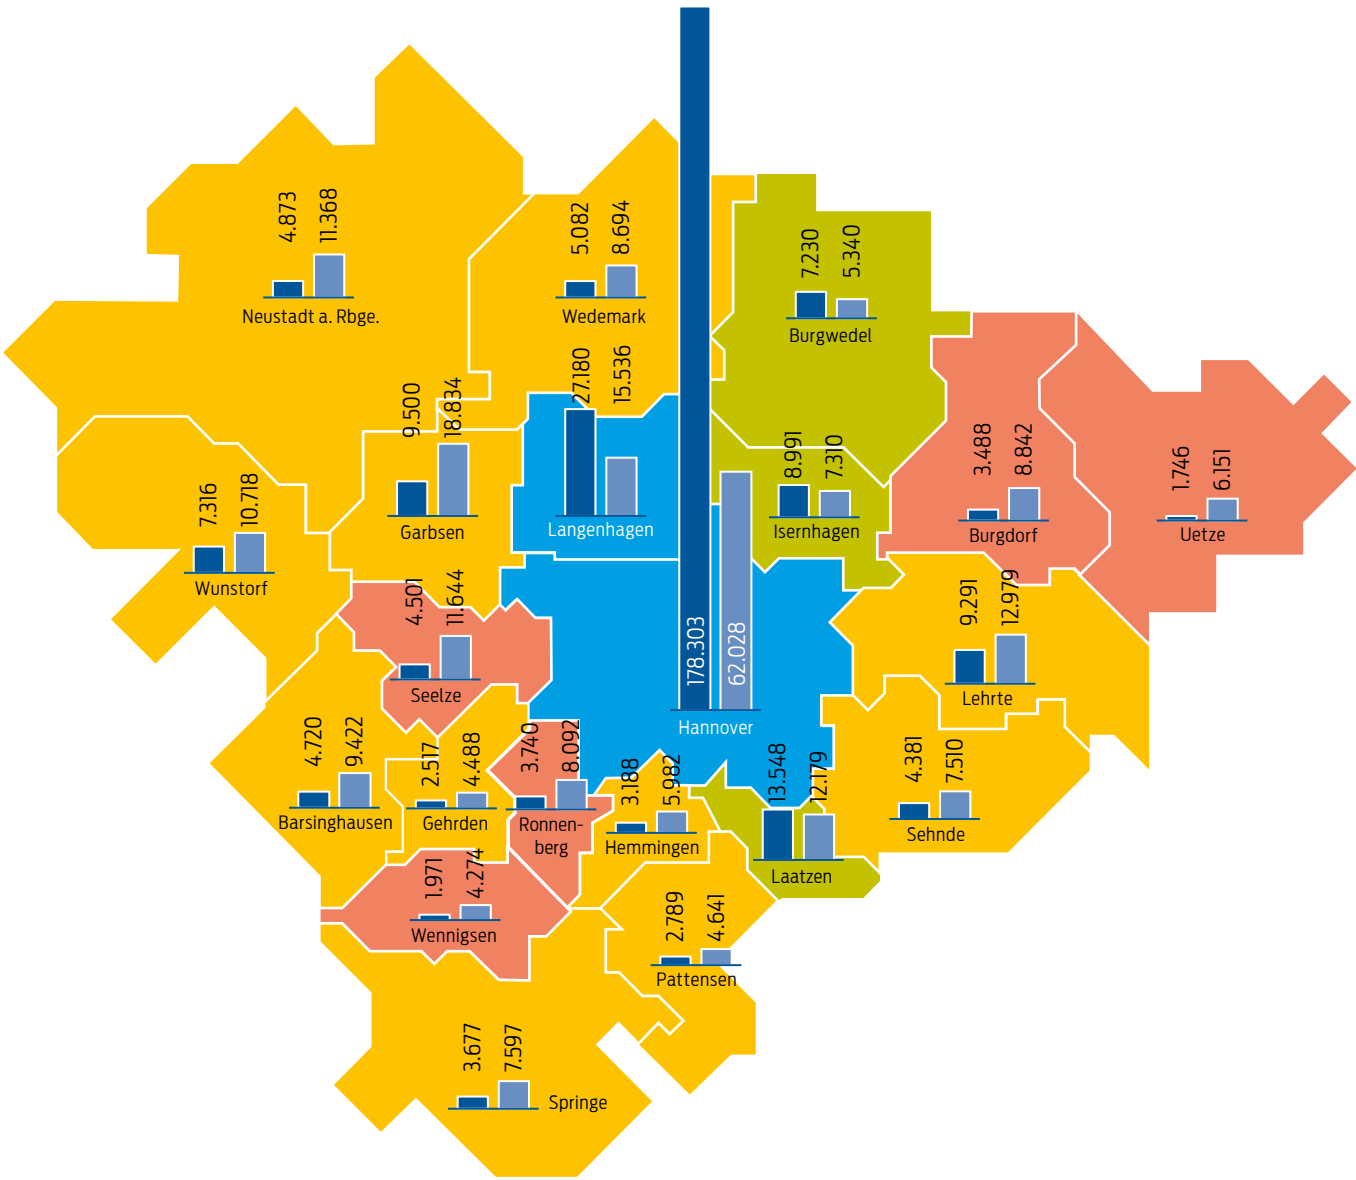 4.873
11.368
Neustadt a. Rbge.
5.082
8.694
Wedemark
7.230
5.340
Burgwedel
27.180
15.536
Langenhagen
9.500
18.834
Garbsen
8.991
7.310
Isernhagen
3.488
8.842
Burgdorf
1.746
6.151
Uetze
7.316
10.718
Wunstorf
4.501
11.644
Seelze
178.303
62.028
Hannover
9.291
12.979
Lehrte
4.720
9.422
Barsinghausen
2.517
4.488
Gehrden
3.740
8.092
Ronnen-
berg
3.188
5.982
Hemmingen
13.548
12.179
Laatzen
4.381
7.510
Sehnde
1.971
4.274
Wennigsen
2.789
4.641
Pattensen
3.677
7.597
Springe